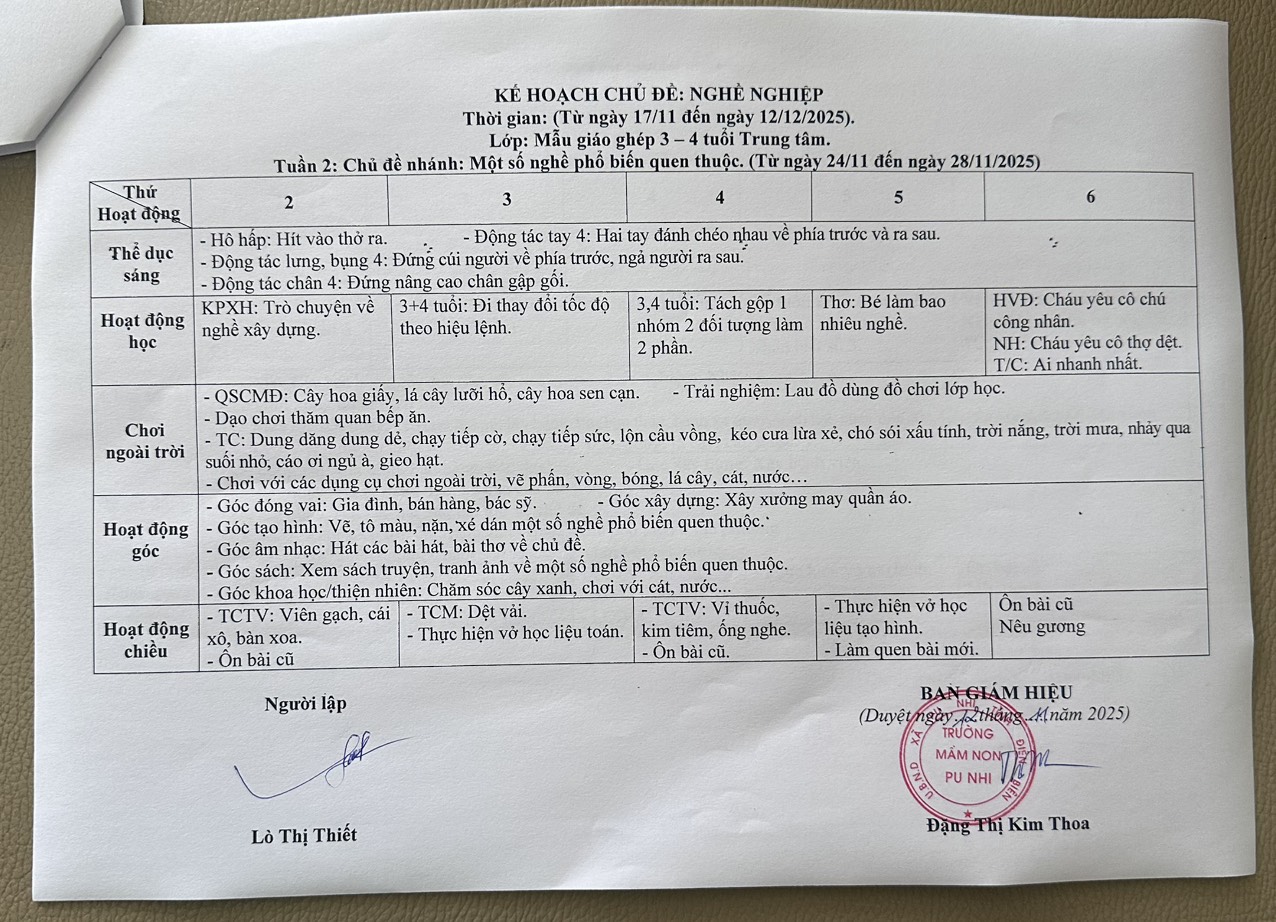 KẾ HOẠCH CHỦ ĐỀ: NGHỀ NGHIỆP
Thời gian: (Từ ngày 17/11 đến ngày 12/12/2025).
Lớp: Mẫu giáo ghép 3 – 4 tuổi Trung tâm.
Tuần 2: Chủ đề nhánh: Một số nghề phổ biến quen thuộc. (Từ ngày 24/11 đến ngày 28/11/2025)
Thứ
Hoạt động
2
3
4
5
6
Thể dục
sáng
- Hô hấp: Hít vào thở ra. - Động tác tay 4: Hai tay đánh chéo nhau về phía trước và ra sau.
- Động tác lưng, bụng 4: Đứng cúi người về phía trước, ngả người ra sau.
- Động tác chân 4: Đứng nâng cao chân gập gối.
Hoạt động
học
KPXH: Trò chuyện về
nghề xây dựng.
3+4 tuổi: Đi thay đổi tốc độ
theo hiệu lệnh.
3,4 tuổi: Tách gộp 1
nhóm 2 đối tượng làm
2 phần.
Thơ: Bé làm bao
nhiêu nghề.
HVĐ: Cháu yêu cô chú
công nhân.
NH: Cháu yêu cô thợ dệt.
T/C: Ai nhanh nhất.
Chơi
ngoài trời
- QSCMĐ: Cây hoa giấy, lá cây lưỡi hổ, cây hoa sen cạn. - Trải nghiệm: Lau đồ dùng đồ chơi lớp học.
- Dạo chơi thăm quan bếp ăn.
- TC: Dung dăng dung dẻ, chạy tiếp cờ, chạy tiếp sức, lộn cầu vồng, kéo cưa lừa xẻ, chó sói xấu tính, trời nắng, trời mưa, nhảy qua
suối nhỏ, cáo ơi ngủ à, gieo hạt.
- Chơi với các dụng cụ chơi ngoài trời, vẽ phấn, vòng, bóng, lá cây, cát, nước…
Hoạt động
góc
- Góc đóng vai: Gia đình, bán hàng, bác sỹ. - Góc xây dựng: Xây xưởng may quần áo.
- Góc tạo hình: Vẽ, tô màu, nặn, xé dán một số nghề phổ biến quen thuộc.
- Góc âm nhạc: Hát các bài hát, bài thơ về chủ đề.
- Góc sách: Xem sách truyện, tranh ảnh về một số nghề phổ biến quen thuộc.
- Góc khoa học/thiện nhiên: Chăm sóc cây xanh, chơi với cát, nước...
Hoạt động
chiều
- TCTV: Viên gạch, cái
xô, bàn xoa.
- Ôn bài cũ
- TCM: Dệt vải.
- Thực hiện vở học liệu toán.
- TCTV: Vỉ thuốc,
kim tiêm, ống nghe.
- Ôn bài cũ.
- Thực hiện vở học
liệu tạo hình.
- Làm quen bài mới.
Ôn bài cũ
Nêu gương
Người lập
Lò Thị Thiết
BAN GIÁM HIỆU
(Duyệt ngày 12 tháng 11 năm 2025)
U.B.N.D XÃ PU NHI ĐIỆN BIÊN
TRƯỜNG
MẦM NON
PU NHI
Đặng Thị Kim Thoa